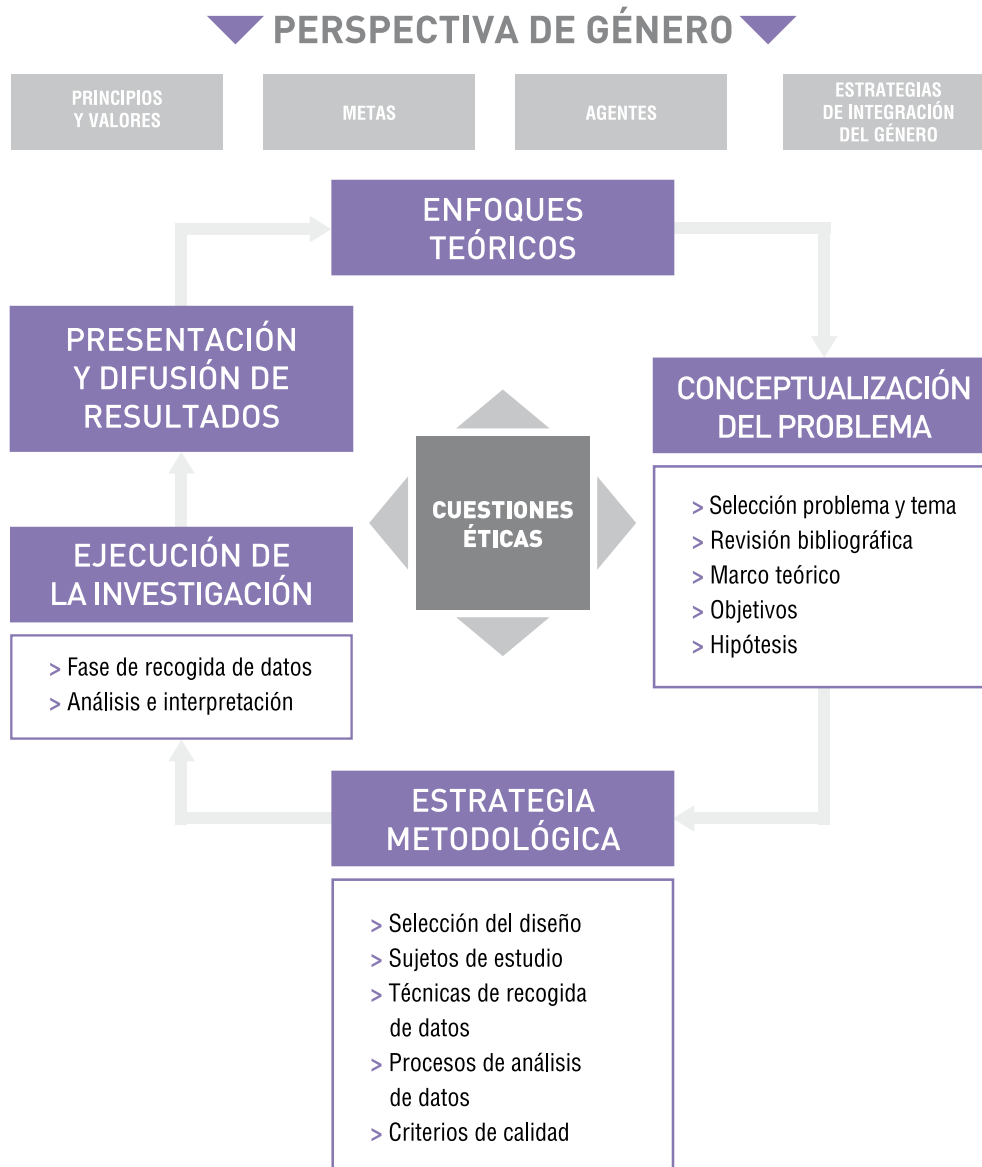 PERSPECTIVA DE GÉNERO
PRINCIPIOS
Y VALORES
METAS
AGENTES
ESTRATEGIAS
DE INTEGRACIÓN
DEL GÉNERO
ENFOQUES
TEÓRICOS
CONCEPTUALIZACIÓN
DEL PROBLEMA
> Selección problema y tema
> Revisión bibliográfica
> Marco teórico
> Objetivos
> Hipótesis
ESTRATEGIA
METODOLÓGICA
> Selección del diseño
> Sujetos de estudio
> Técnicas de recogida
de datos
> Procesos de análisis
de datos
> Criterios de calidad
EJECUCIÓN DE
LA INVESTIGACIÓN
> Fase de recogida de datos
> Análisis e interpretación
PRESENTACIÓN
Y DIFUSIÓN DE
RESULTADOS
CUESTIONES
ÉTICAS